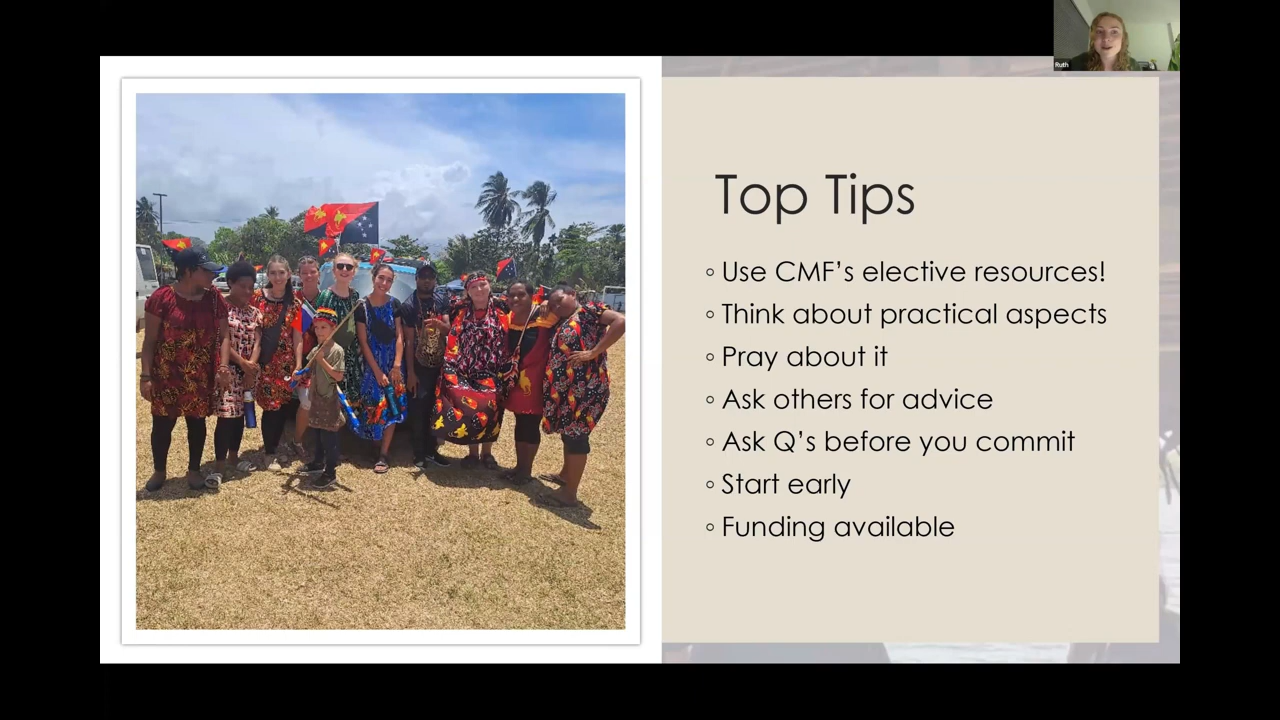 Ruth
Top Tips
◦ Use CMF's elective resources!
◦ Think about practical aspects
◦ Pray about it
◦ Ask others for advice
◦ Ask Q's before you commit
◦ Start early
◦ Funding available